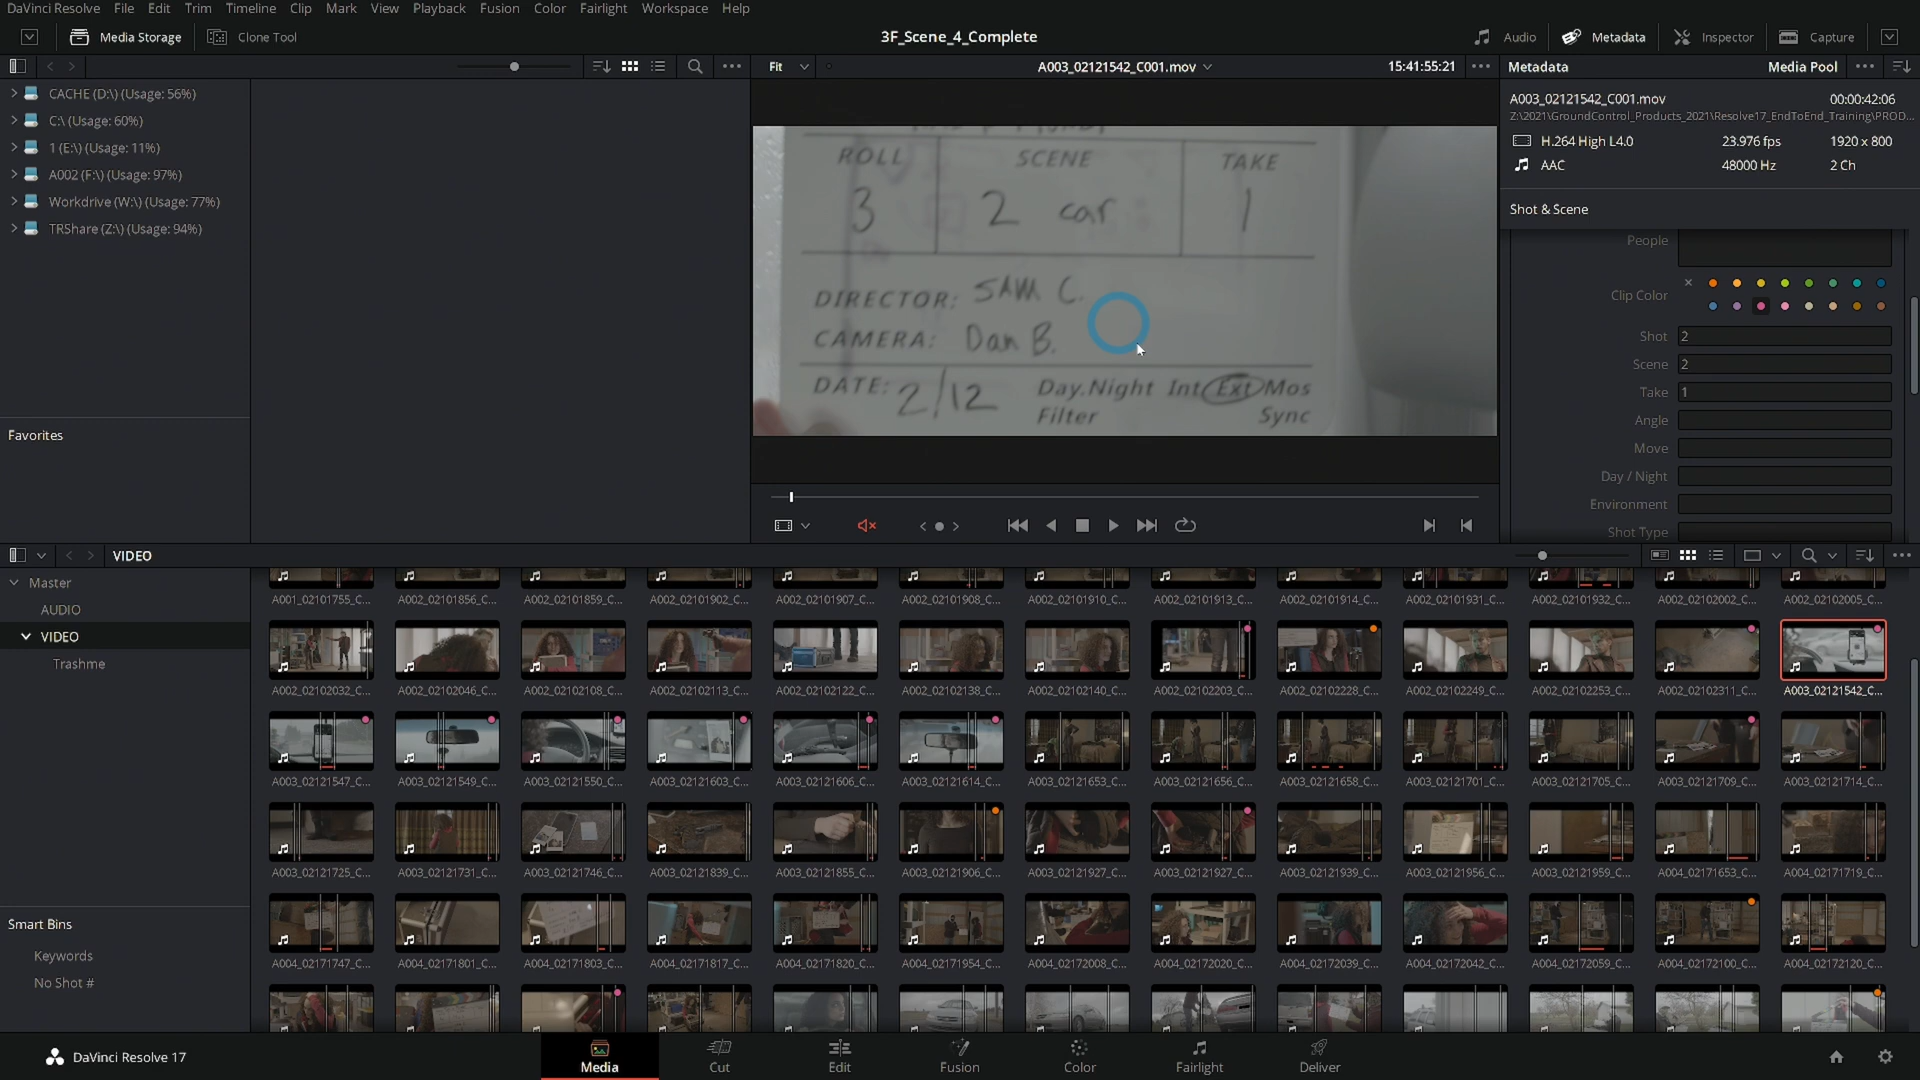 DaVinci Resolve File Edit Trim Timeline Clip Mark View Playback Fusion Color Fairlight Workspace Help
Media Storage Clone Tool 3F_Scene_4_Complete Audio Metadata Inspector Capture
Fit A003_02121542_C001.mov 15:41:55:21 Metadata Media Pool
CACHE (D:\) (Usage: 56%)
C:\ (Usage: 60%)
1 (E:\) (Usage: 11%)
A002 (F:\) (Usage: 97%)
Workdrive (W:\) (Usage: 77%)
TRShare (Z:\) (Usage: 94%)
Favorites
ROLL SCENE TAKE
3 2 car 1
DIRECTOR: SAM C.
CAMERA: Dan B.
DATE: 2/12 Day.Night Int Ext Mos
Filter Sync
A003_02121542_C001.mov 00:00:42:06
Z:\2021\GroundControl_Products_2021\Resolve17_EndToEnd_Training\PROD...
H.264 High L4.0 23.976 fps 1920 x 800
AAC 48000 Hz 2 Ch
Shot & Scene
People
Clip Color
Shot 2
Scene 2
Take 1
Angle
Move
Day / Night
Environment
Shot Type
VIDEO
Master
AUDIO
VIDEO
Trashme
Smart Bins
Keywords
No Shot #
A001_02101755_C... A002_02101856_C... A002_02101859_C... A002_02101902_C... A002_02101907_C... A002_02101908_C... A002_02101910_C... A002_02101913_C... A002_02101914_C... A002_02101931_C... A002_02101932_C... A002_02102002_C... A002_02102005_C...
A002_02102032_C... A002_02102046_C... A002_02102108_C... A002_02102113_C... A002_02102122_C... A002_02102138_C... A002_02102140_C... A002_02102203_C... A002_02102228_C... A002_02102249_C... A002_02102253_C... A002_02102311_C... A003_02121542_C...
A003_02121547_C... A003_02121549_C... A003_02121550_C... A003_02121603_C... A003_02121606_C... A003_02121614_C... A003_02121653_C... A003_02121656_C... A003_02121658_C... A003_02121701_C... A003_02121705_C... A003_02121709_C... A003_02121714_C...
A003_02121725_C... A003_02121731_C... A003_02121746_C... A003_02121839_C... A003_02121855_C... A003_02121906_C... A003_02121927_C... A003_02121927_C... A003_02121939_C... A003_02121956_C... A003_02121959_C... A004_02171653_C... A004_02171719_C...
A004_02171747_C... A004_02171801_C... A004_02171803_C... A004_02171817_C... A004_02171820_C... A004_02171954_C... A004_02172008_C... A004_02172020_C... A004_02172039_C... A004_02172042_C... A004_02172059_C... A004_02172100_C... A004_02172120_C...
DaVinci Resolve 17
Media Cut Edit Fusion Color Fairlight Deliver